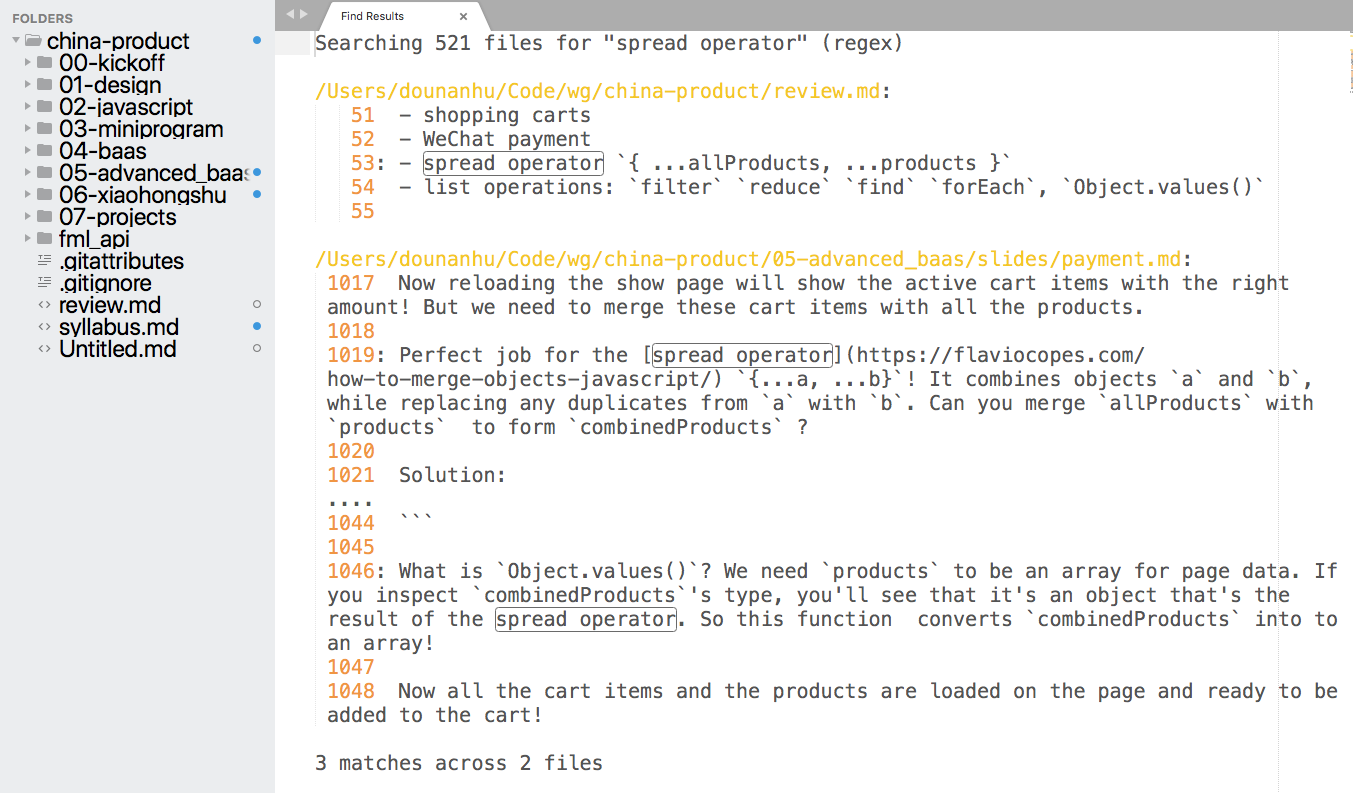 FOLDERS
china-product
00-kickoff
01-design
02-javascript
03-miniprogram
04-baas
05-advanced_baas
06-xiaohongshu
07-projects
fml_api
.gitattributes
.gitignore
review.md
syllabus.md
Untitled.md
Find Results
Searching 521 files for "spread operator" (regex)
/Users/dounanhu/Code/wg/china-product/review.md:
51  - shopping carts
52  - WeChat payment
53: - spread operator `{ ...allProducts, ...products }`
54  - list operations: `filter` `reduce` `find` `forEach`, `Object.values()`
55
/Users/dounanhu/Code/wg/china-product/05-advanced_baas/slides/payment.md:
1017  Now reloading the show page will show the active cart items with the right
amount! But we need to merge these cart items with all the products.
1018
1019: Perfect job for the [spread operator](https://flaviocopes.com/
how-to-merge-objects-javascript/) `{...a, ...b}`! It combines objects `a` and `b`,
while replacing any duplicates from `a` with `b`. Can you merge `allProducts` with
`products`  to form `combinedProducts` ?
1020
1021  Solution:
....
1044  ```
1045
1046: What is `Object.values()`? We need `products` to be an array for page data. If
you inspect `combinedProducts`'s type, you'll see that it's an object that's the
result of the spread operator. So this function  converts `combinedProducts` into to
an array!
1047
1048  Now all the cart items and the products are loaded on the page and ready to be
added to the cart!
3 matches across 2 files